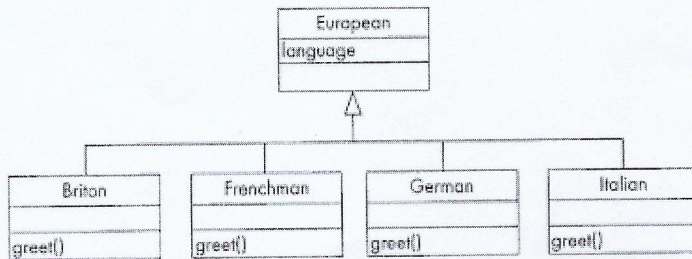 European
language
Briton
Frenchman
German
Italian
greet()
greet()
greet()
greet()